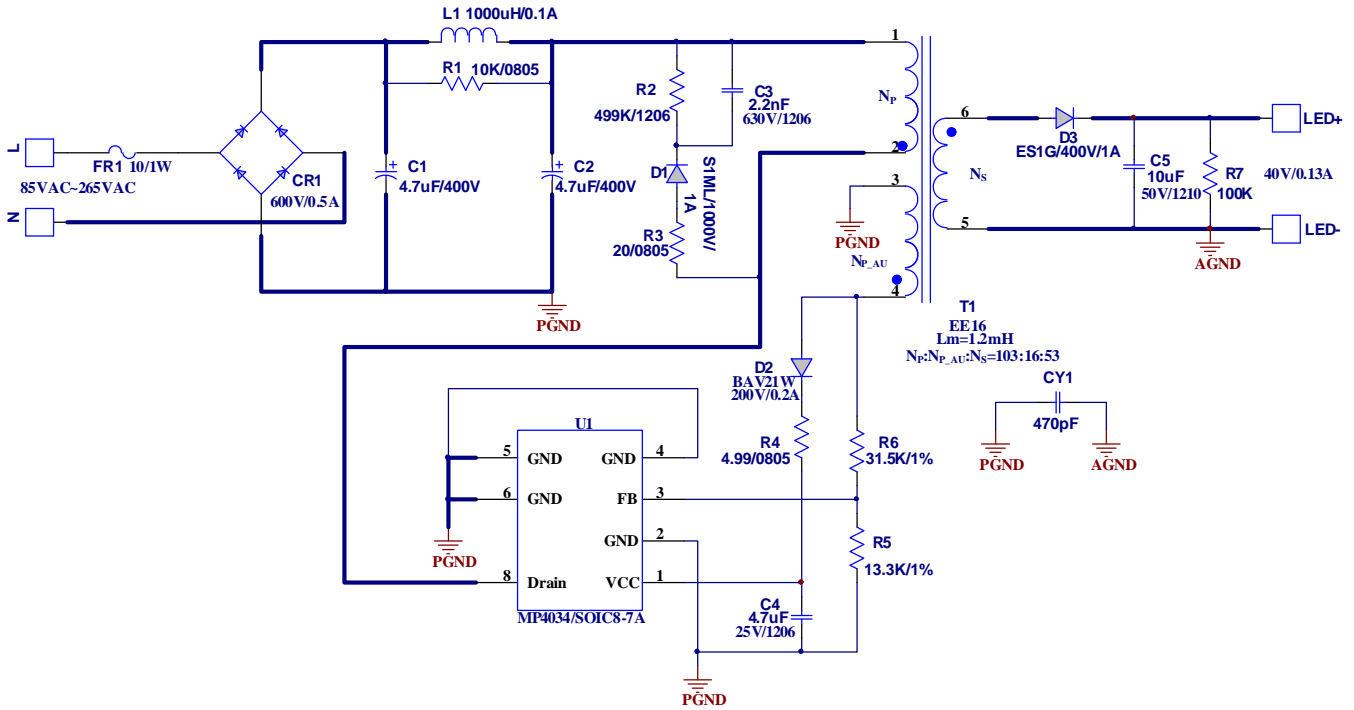 L1 1000uH/0.1A
R1 10K/0805
1
R2
499K/1206
C3
2.2nF
630V/1206
NP
6
LED+
L
FR1 10/1W
85VAC~265VAC
N
CR1
600V/0.5A
C1
4.7uF/400V
C2
4.7uF/400V
D1
S1ML/1000V/
1A
R3
20/0805
2
3
PGND
NP_AU
4
NS
D3
ES1G/400V/1A
C5
10uF
50V/1210
R7
100K
40V/0.13A
5
LED-
AGND
PGND
T1
EE16
Lm=1.2mH
NP:NP_AU:NS=103:16:53
D2
BAV21W
200V/0.2A
CY1
470pF
PGND
AGND
U1
R4
4.99/0805
R6
31.5K/1%
5 GND
GND 4
6 GND
FB 3
PGND
GND 2
R5
13.3K/1%
8 Drain
VCC 1
MP4034/SOIC8-7A
C4
4.7uF
25V/1206
PGND